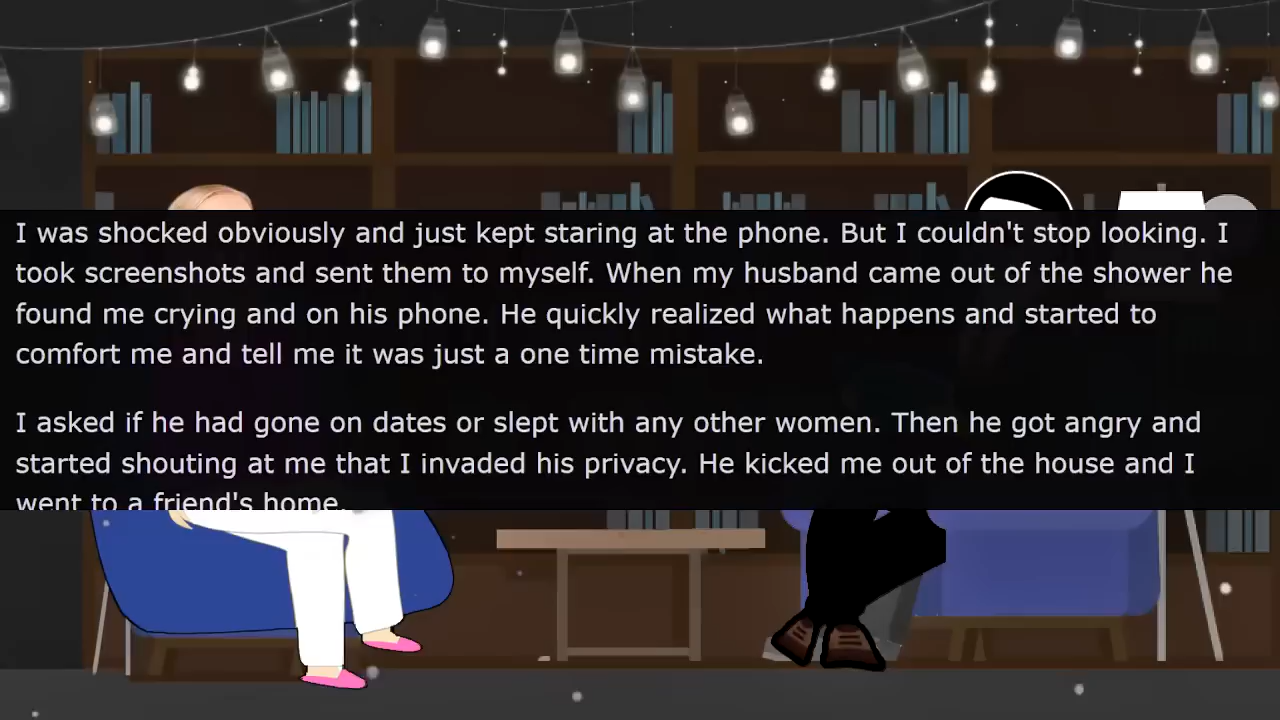 I was shocked obviously and just kept staring at the phone. But I couldn't stop looking. I
took screenshots and sent them to myself. When my husband came out of the shower he
found me crying and on his phone. He quickly realized what happens and started to
comfort me and tell me it was just a one time mistake.
I asked if he had gone on dates or slept with any other women. Then he got angry and
started shouting at me that I invaded his privacy. He kicked me out of the house and I
went to a friend's home.